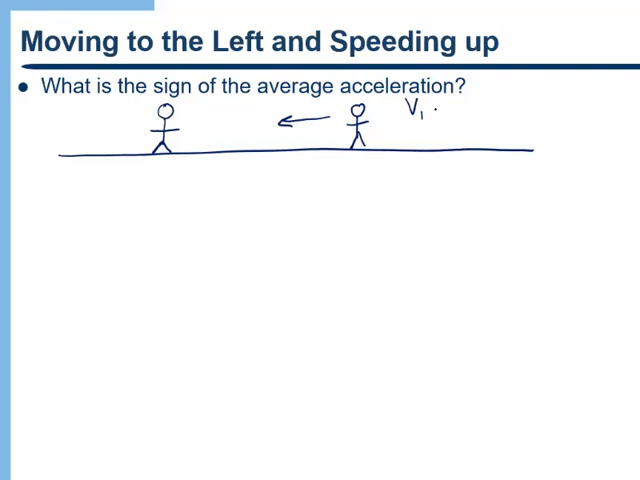 Moving to the Left and Speeding up
• What is the sign of the average acceleration?
V₁